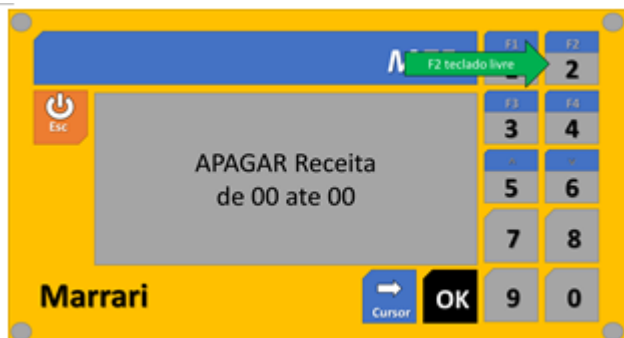 F2 teclado livre
F1
F2
2
Esc
F3
F4
3
4
APAGAR Receita
de 00 ate 00
5
6
7
8
Marrari
Cursor
OK
9
0